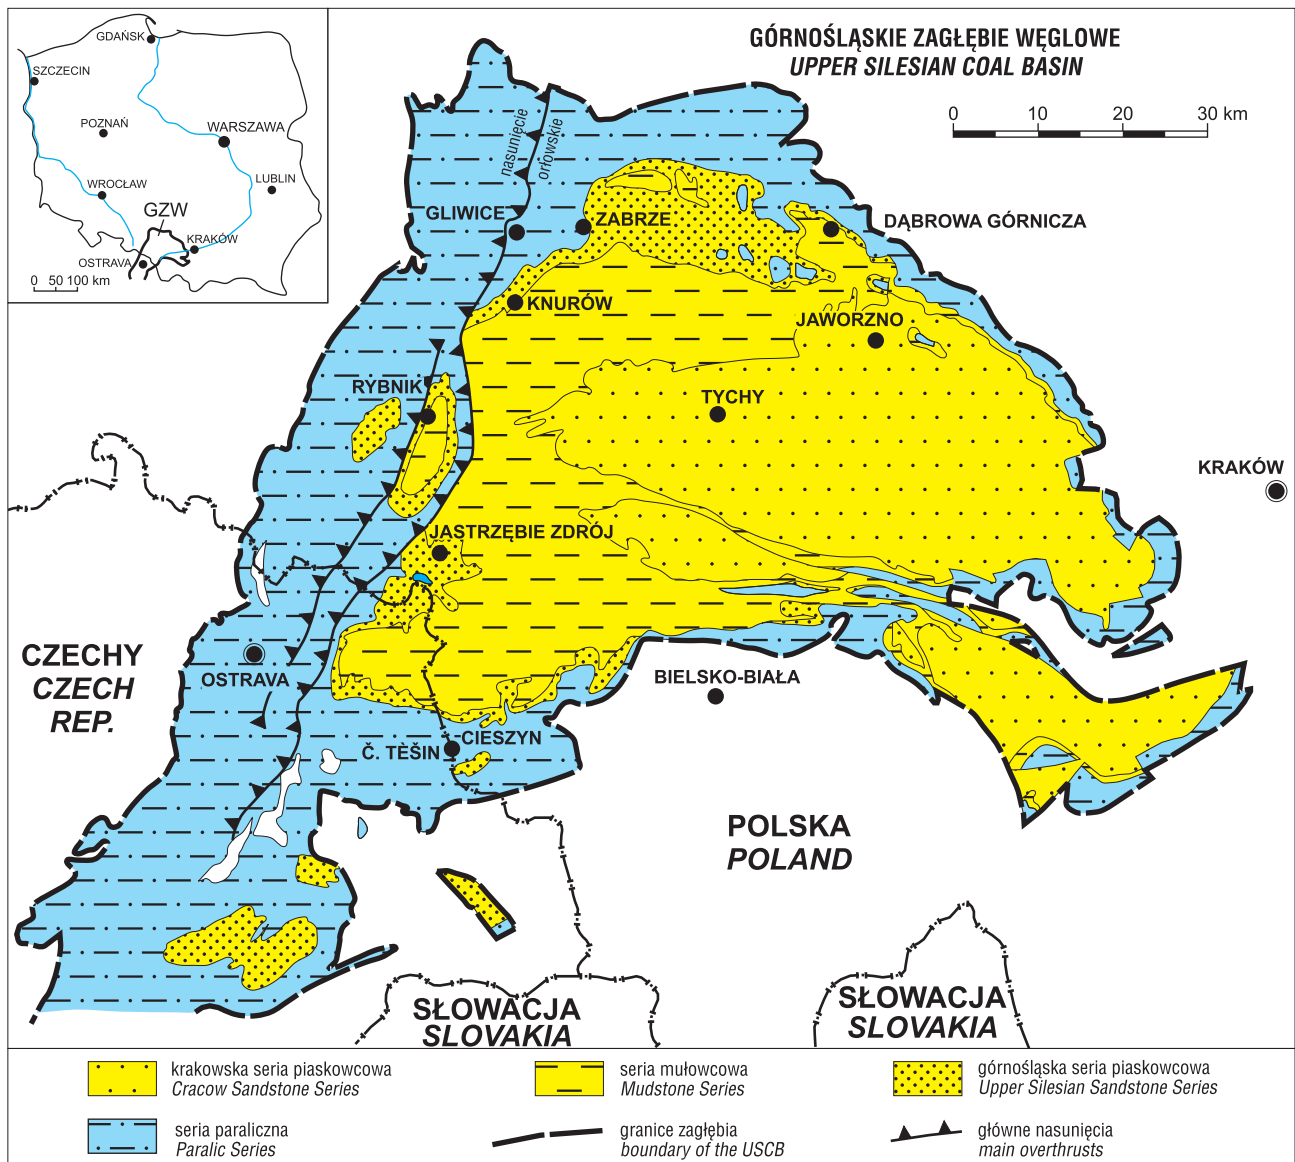 GÓRNOŚLĄSKIE ZAGŁĘBIE WĘGLOWE
UPPER SILESIAN COAL BASIN
0 10 20 30 km
GDAŃSK
SZCZECIN
POZNAŃ
WARSZAWA
WROCŁAW
LUBLIN
GZW
KRAKÓW
OSTRAVA
0 50 100 km
nasunięcie
orłowskie
GLIWICE
ZABRZE
DĄBROWA GÓRNICZA
KNURÓW
JAWORZNO
RYBNIK
TYCHY
KRAKÓW
JASTRZĘBIE ZDRÓJ
CZECHY
CZECH
REP.
OSTRAVA
BIELSKO-BIAŁA
CIESZYN
Č. TĚŠIN
POLSKA
POLAND
SŁOWACJA
SLOVAKIA
SŁOWACJA
SLOVAKIA
krakowska seria piaskowcowa
Cracow Sandstone Series
seria mułowcowa
Mudstone Series
górnośląska seria piaskowcowa
Upper Silesian Sandstone Series
seria paraliczna
Paralic Series
granice zagłębia
boundary of the USCB
główne nasunięcia
main overthrusts